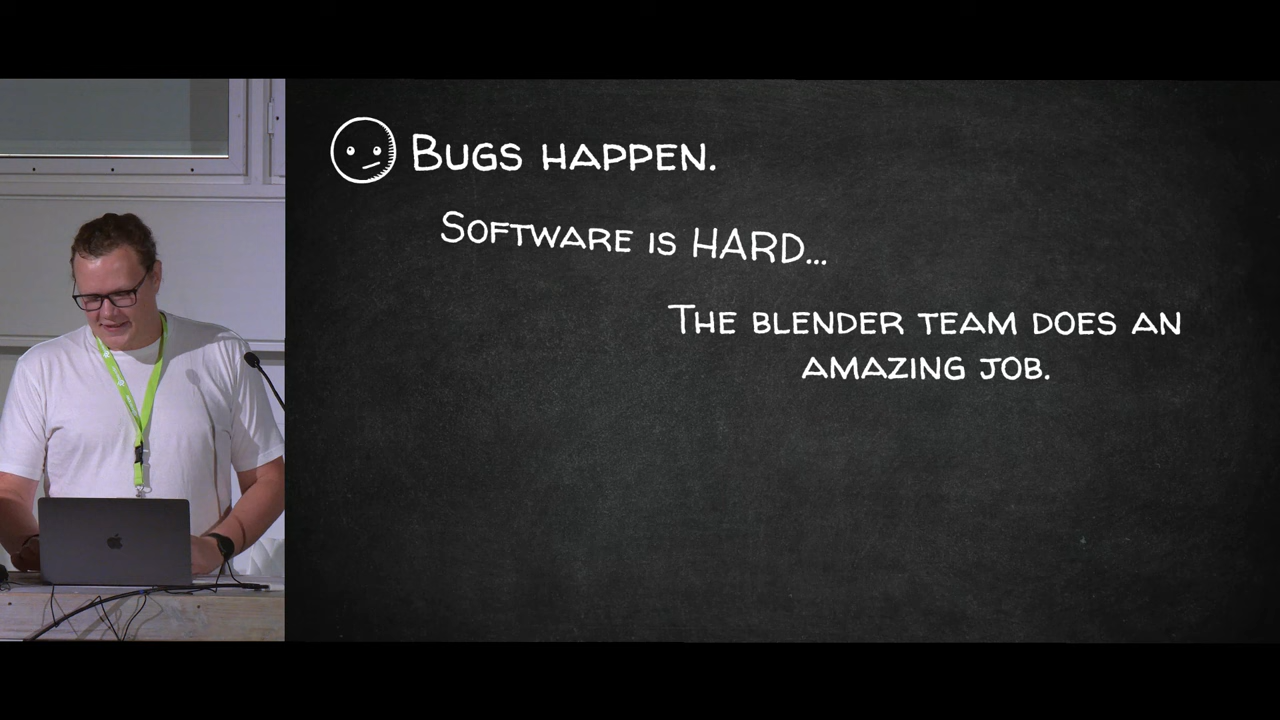 BUGS HAPPEN.
SOFTWARE IS HARD...
THE BLENDER TEAM DOES AN
AMAZING JOB.